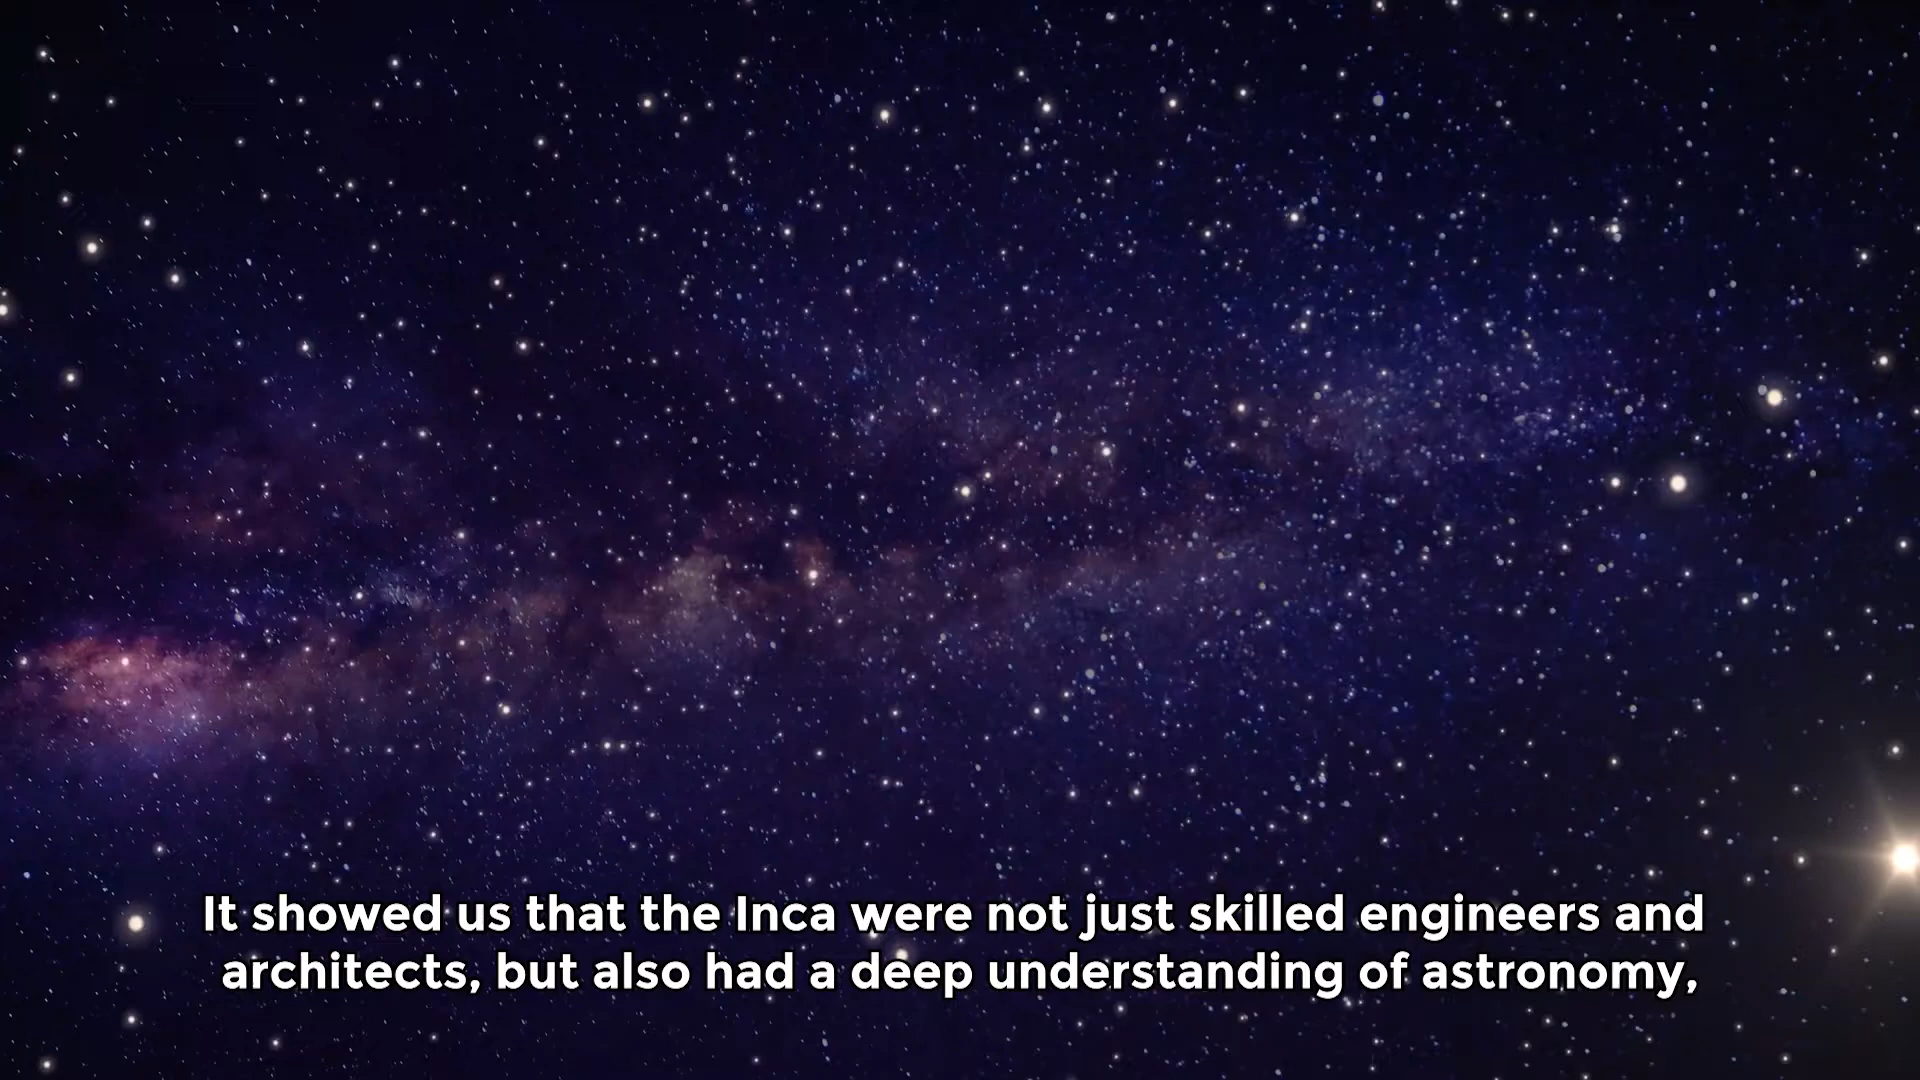 It showed us that the Inca were not just skilled engineers and
architects, but also had a deep understanding of astronomy,